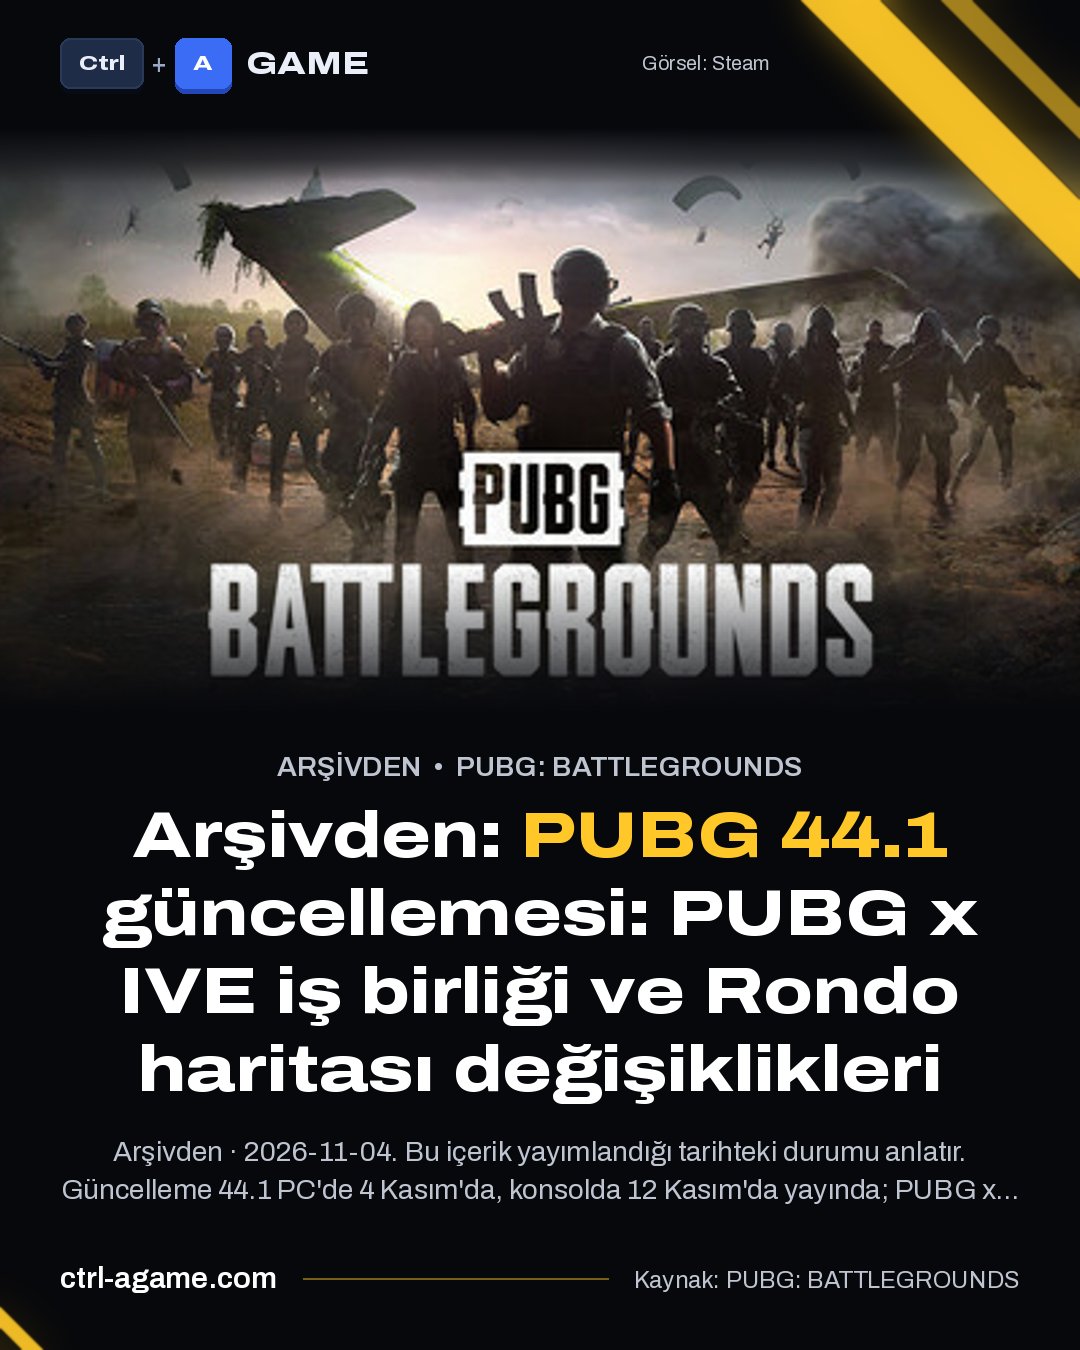 Ctrl + A GAME
Görsel: Steam
PUBG
BATTLEGROUNDS
ARŞİVDEN • PUBG: BATTLEGROUNDS
Arşivden: PUBG 44.1
güncellemesi: PUBG x
IVE iş birliği ve Rondo
haritası değişiklikleri
Arşivden · 2026-11-04. Bu içerik yayımlandığı tarihteki durumu anlatır.
Güncelleme 44.1 PC'de 4 Kasım'da, konsolda 12 Kasım'da yayında; PUBG x...
ctrl-agame.com
Kaynak: PUBG: BATTLEGROUNDS